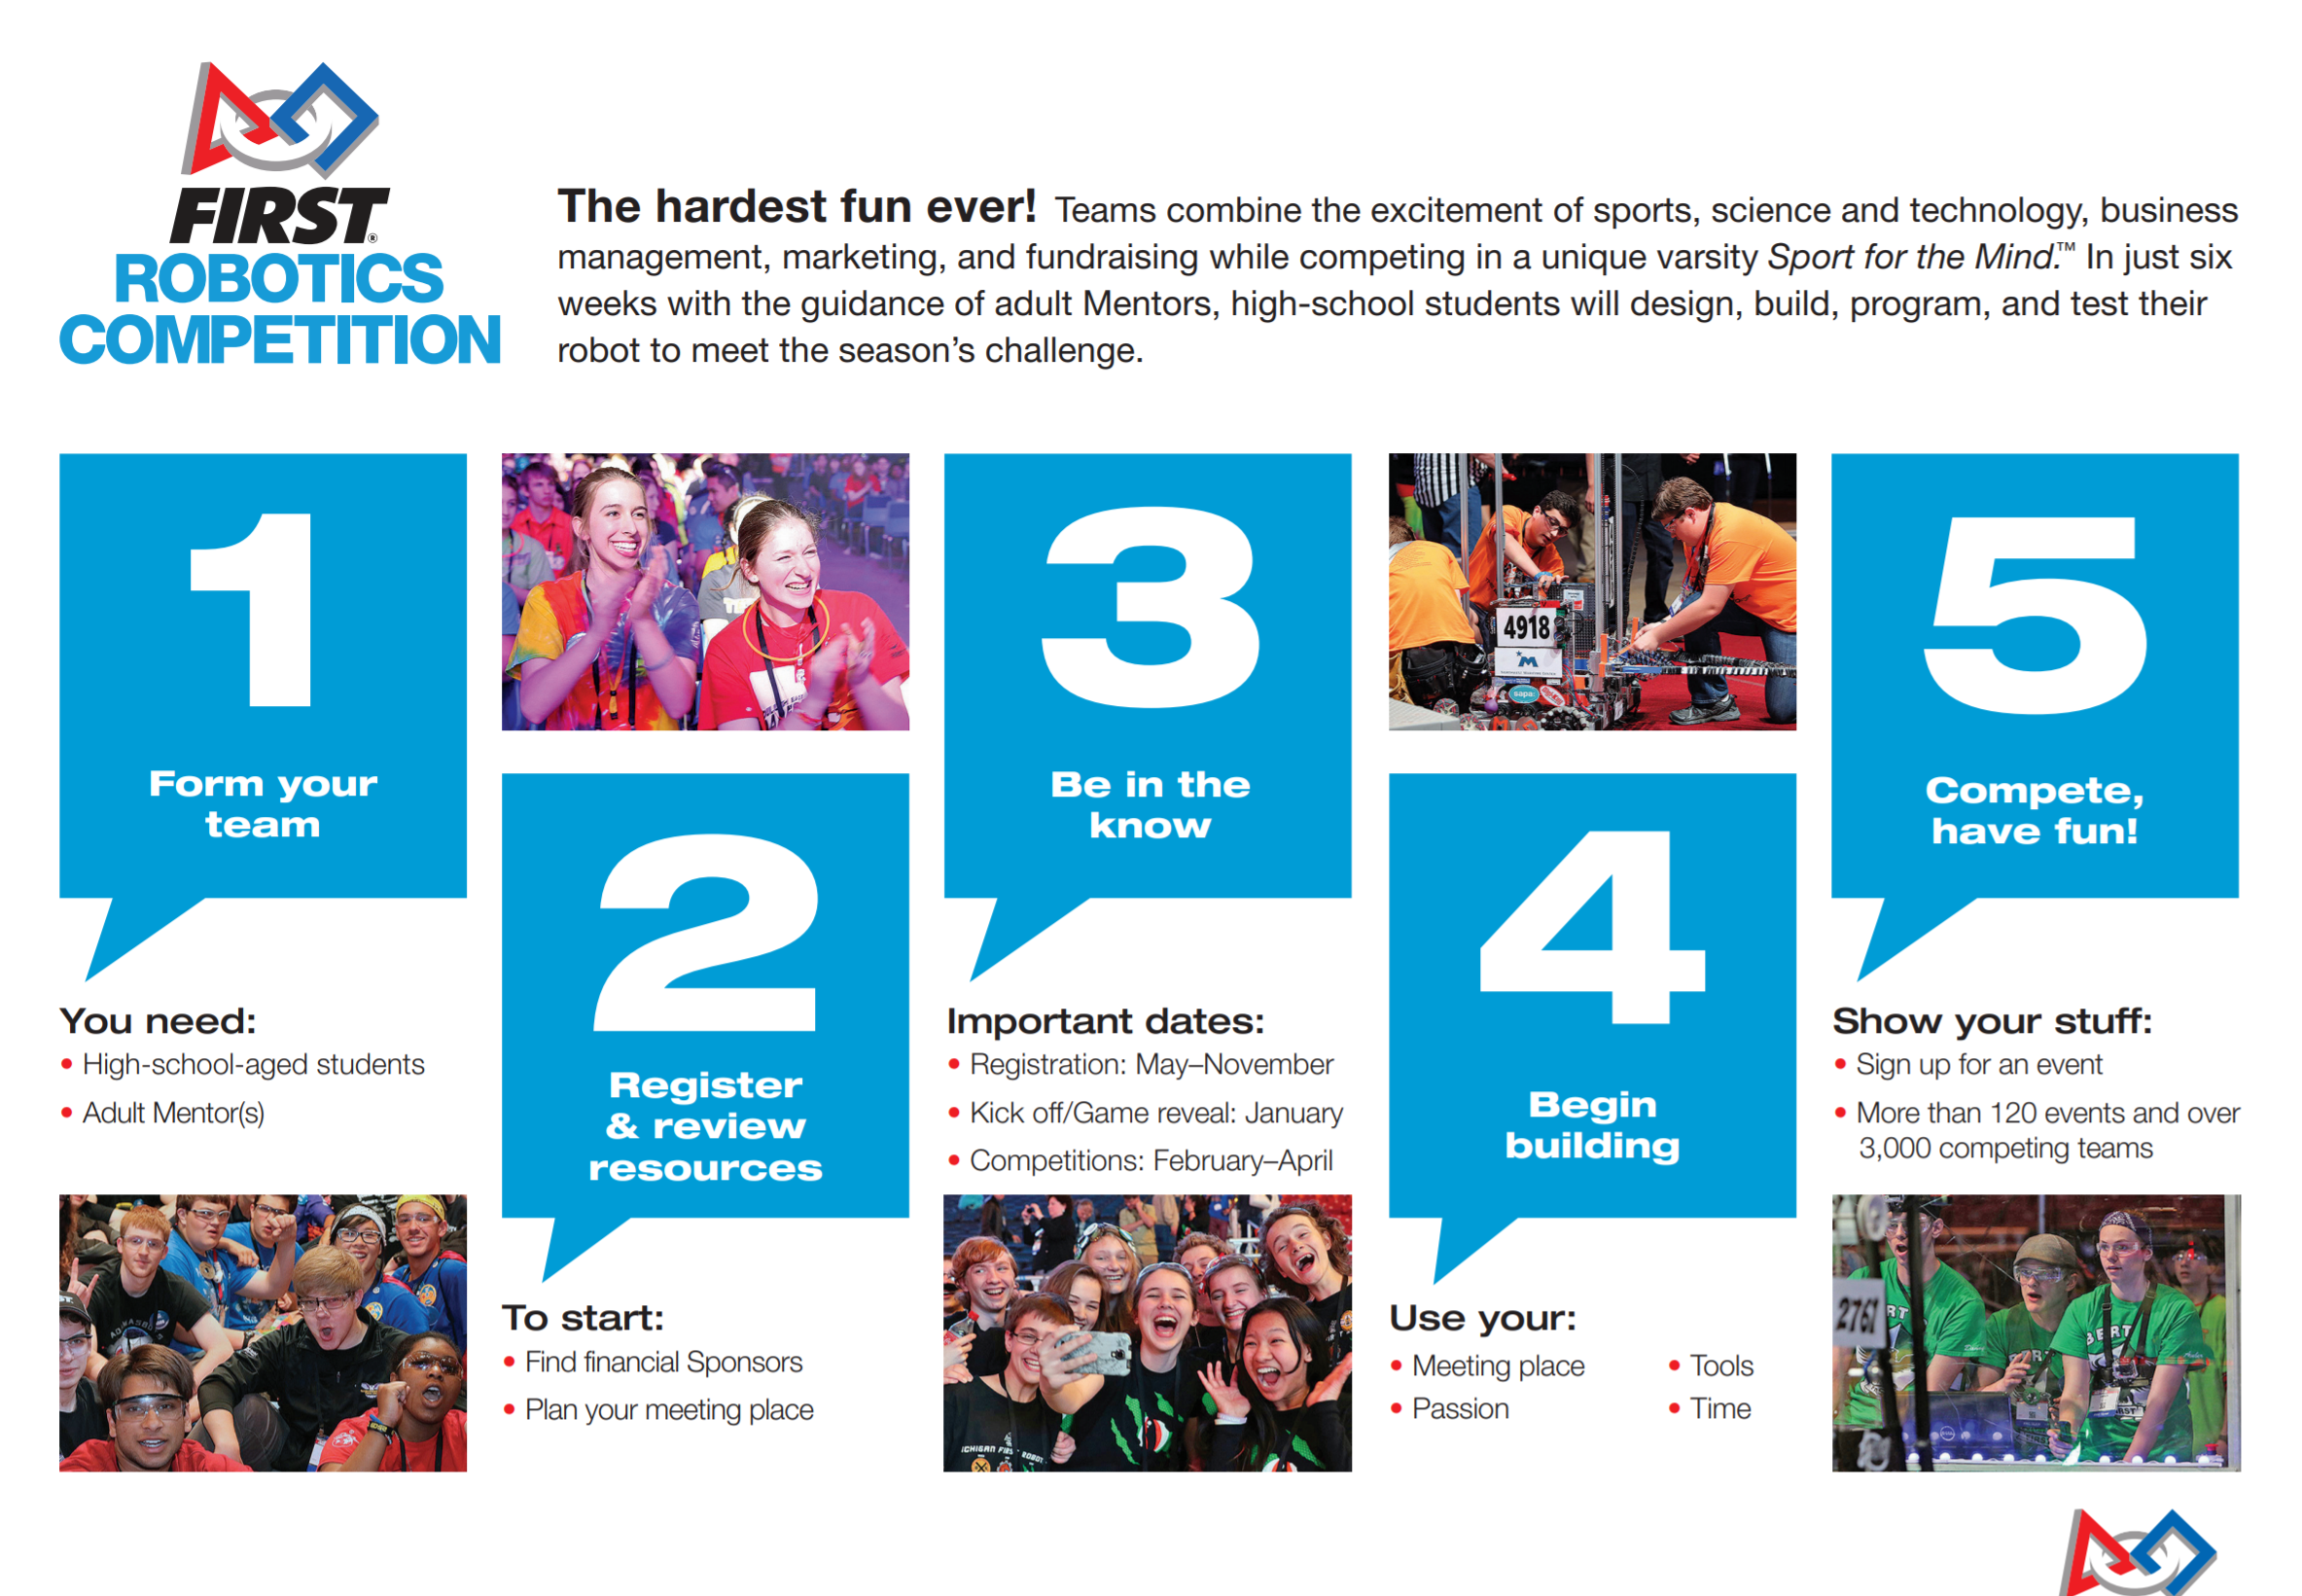 FIRST®
ROBOTICS
COMPETITION
The hardest fun ever! Teams combine the excitement of sports, science and technology, business
management, marketing, and fundraising while competing in a unique varsity Sport for the Mind.™ In just six
weeks with the guidance of adult Mentors, high-school students will design, build, program, and test their
robot to meet the season's challenge.
1
Form your
team
You need:
• High-school-aged students
• Adult Mentor(s)
2
Register
& review
resources
To start:
• Find financial Sponsors
• Plan your meeting place
3
Be in the
know
Important dates:
• Registration: May–November
• Kick off/Game reveal: January
• Competitions: February–April
ICHIGAN FIRST ROBOT
4918
sapa:
4
Begin
building
Use your:
• Meeting place
• Passion
• Tools
• Time
5
Compete,
have fun!
Show your stuff:
• Sign up for an event
• More than 120 events and over
3,000 competing teams
2761
BERT